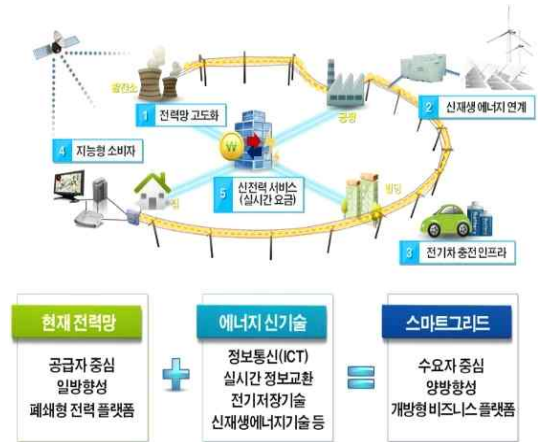 발전소
1 전력망 고도화
공장
2 신재생 에너지 연계
4 지능형 소비자
₩
집
5 신전력 서비스
(실시간 요금)
빌딩
3 전기차 충전 인프라
현재 전력망
공급자 중심
일방향성
폐쇄형 전력 플랫폼
에너지 신기술
정보통신(ICT)
실시간 정보교환
전기저장기술
신재생에너지기술 등
스마트그리드
수요자 중심
양방향성
개방형 비즈니스 플랫폼